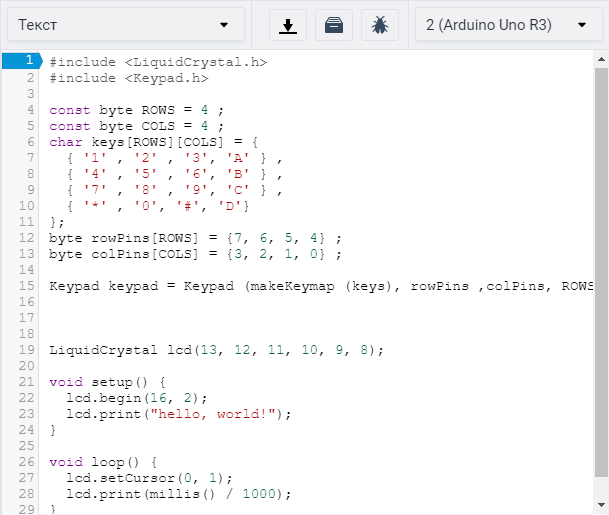 Текст
2 (Arduino Uno R3)
1 #include <LiquidCrystal.h>
2 #include <Keypad.h>
3
4 const byte ROWS = 4 ;
5 const byte COLS = 4 ;
6 char keys[ROWS][COLS] = {
7   { '1' , '2' , '3', 'A' } ,
8   { '4' , '5' , '6', 'B' } ,
9   { '7' , '8' , '9', 'C' } ,
10   { '*' , '0', '#', 'D'}
11 };
12 byte rowPins[ROWS] = {7, 6, 5, 4} ;
13 byte colPins[COLS] = {3, 2, 1, 0} ;
14
15 Keypad keypad = Keypad (makeKeymap (keys), rowPins ,colPins, ROWS
16
17
18
19 LiquidCrystal lcd(13, 12, 11, 10, 9, 8);
20
21 void setup() {
22   lcd.begin(16, 2);
23   lcd.print("hello, world!");
24 }
25
26 void loop() {
27   lcd.setCursor(0, 1);
28   lcd.print(millis() / 1000);
29 }